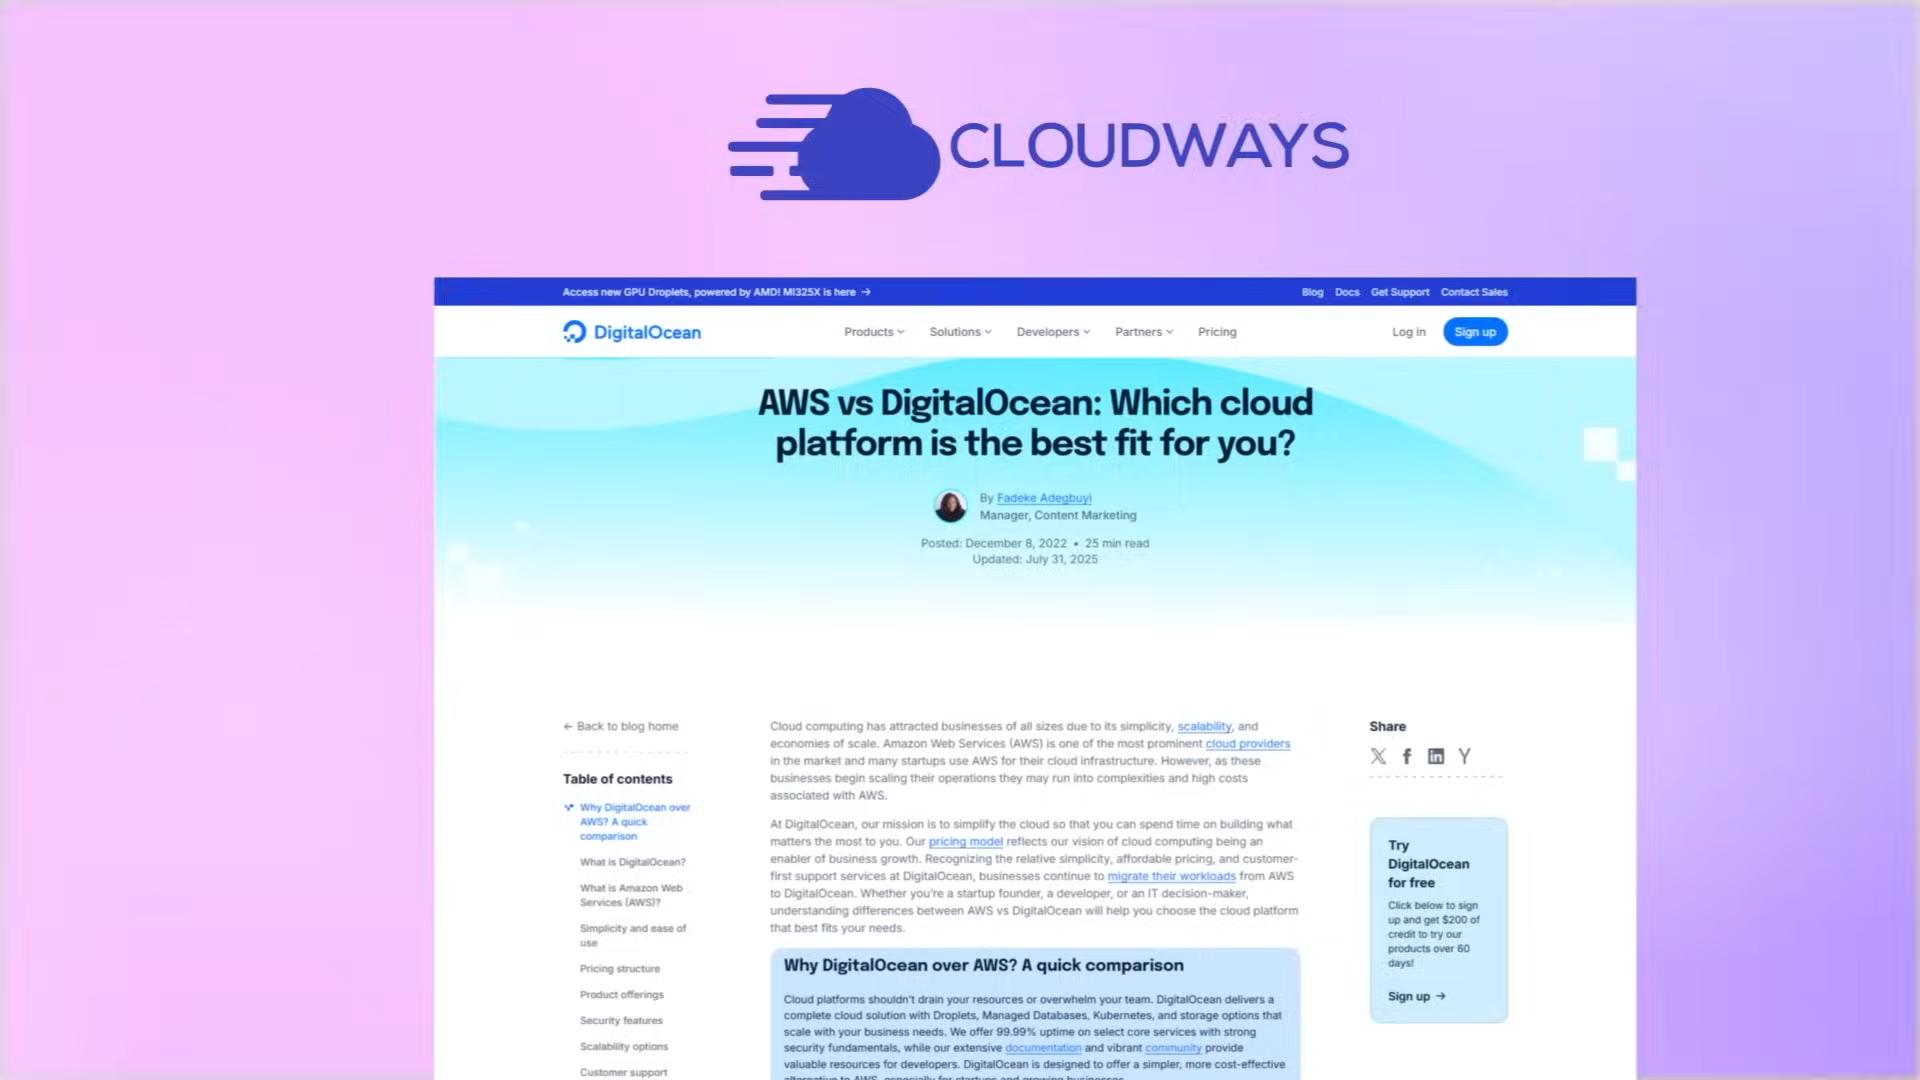 CLOUDWAYS
Access new GPU Droplets, powered by AMD! MI325X is here →
Blog Docs Get Support Contact Sales
DigitalOcean
Products Solutions Developers Partners Pricing
Log in Sign up
AWS vs DigitalOcean: Which cloud
platform is the best fit for you?
By Fadeke Adegbuyi
Manager, Content Marketing
Posted: December 8, 2022 • 25 min read
Updated: July 31, 2025
← Back to blog home
Table of contents
Why DigitalOcean over
AWS? A quick
comparison
What is DigitalOcean?
What is Amazon Web
Services (AWS)?
Simplicity and ease of
use
Pricing structure
Product offerings
Security features
Scalability options
Customer support
Cloud computing has attracted businesses of all sizes due to its simplicity, scalability, and
economies of scale. Amazon Web Services (AWS) is one of the most prominent cloud providers
in the market and many startups use AWS for their cloud infrastructure. However, as these
businesses begin scaling their operations they may run into complexities and high costs
associated with AWS.
At DigitalOcean, our mission is to simplify the cloud so that you can spend time on building what
matters the most to you. Our pricing model reflects our vision of cloud computing being an
enabler of business growth. Recognizing the relative simplicity, affordable pricing, and customer-
first support services at DigitalOcean, businesses continue to migrate their workloads from AWS
to DigitalOcean. Whether you're a startup founder, a developer, or an IT decision-maker,
understanding differences between AWS vs DigitalOcean will help you choose the cloud platform
that best fits your needs.
Why DigitalOcean over AWS? A quick comparison
Cloud platforms shouldn't drain your resources or overwhelm your team. DigitalOcean delivers a
complete cloud solution with Droplets, Managed Databases, Kubernetes, and storage options that
scale with your business needs. We offer 99.99% uptime on select core services with strong
security fundamentals, while our extensive documentation and vibrant community provide
valuable resources for developers. DigitalOcean is designed to offer a simpler, more cost-effective
alternative to AWS, especially for startups and growing businesses.
Share
Try
DigitalOcean
for free
Click below to sign
up and get $200 of
credit to try our
products over 60
days!
Sign up →